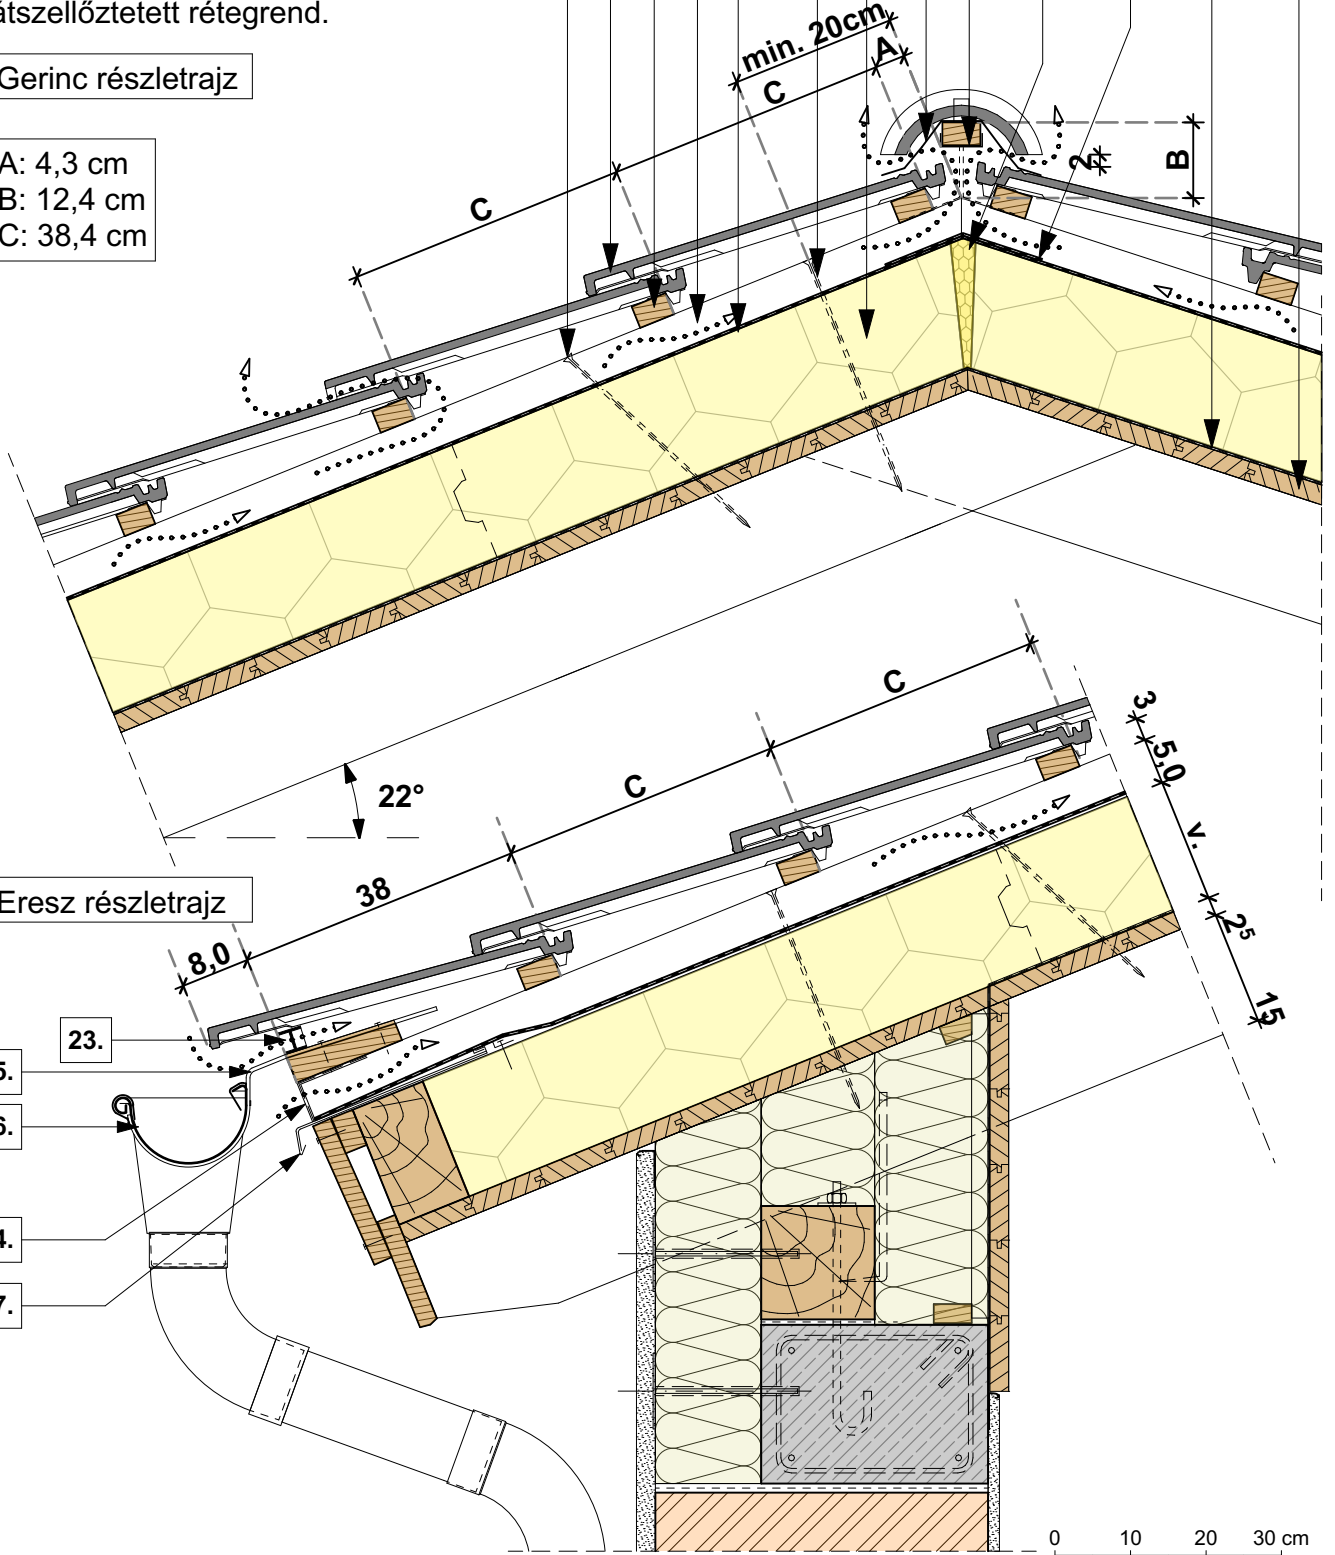 átszellőztetett rétegrend.
Gerinc részletrajz
A: 4,3 cm
B: 12,4 cm
C: 38,4 cm
min. 20cm
A
C
C
B
2
22°
C
C
38
8,0
3
5,0
v.
2⁵
15
Eresz részletrajz
23.
5.
6.
4.
7.
0 10 20 30 cm